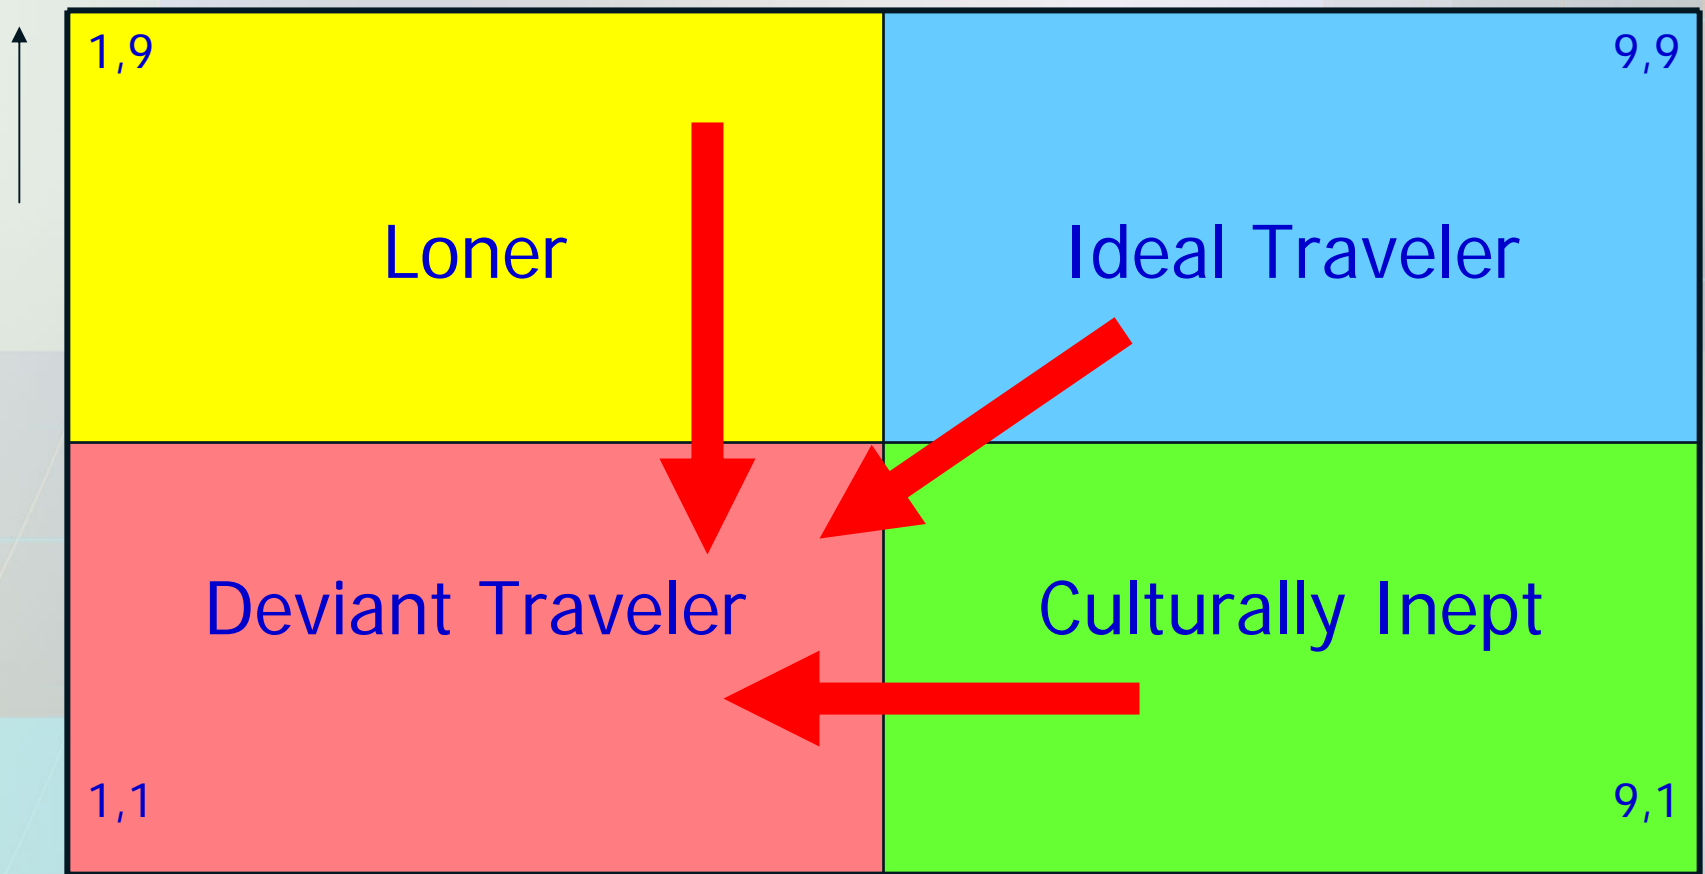 1,9
9,9
Loner
Ideal Traveler
Deviant Traveler
Culturally Inept
1,1
9,1